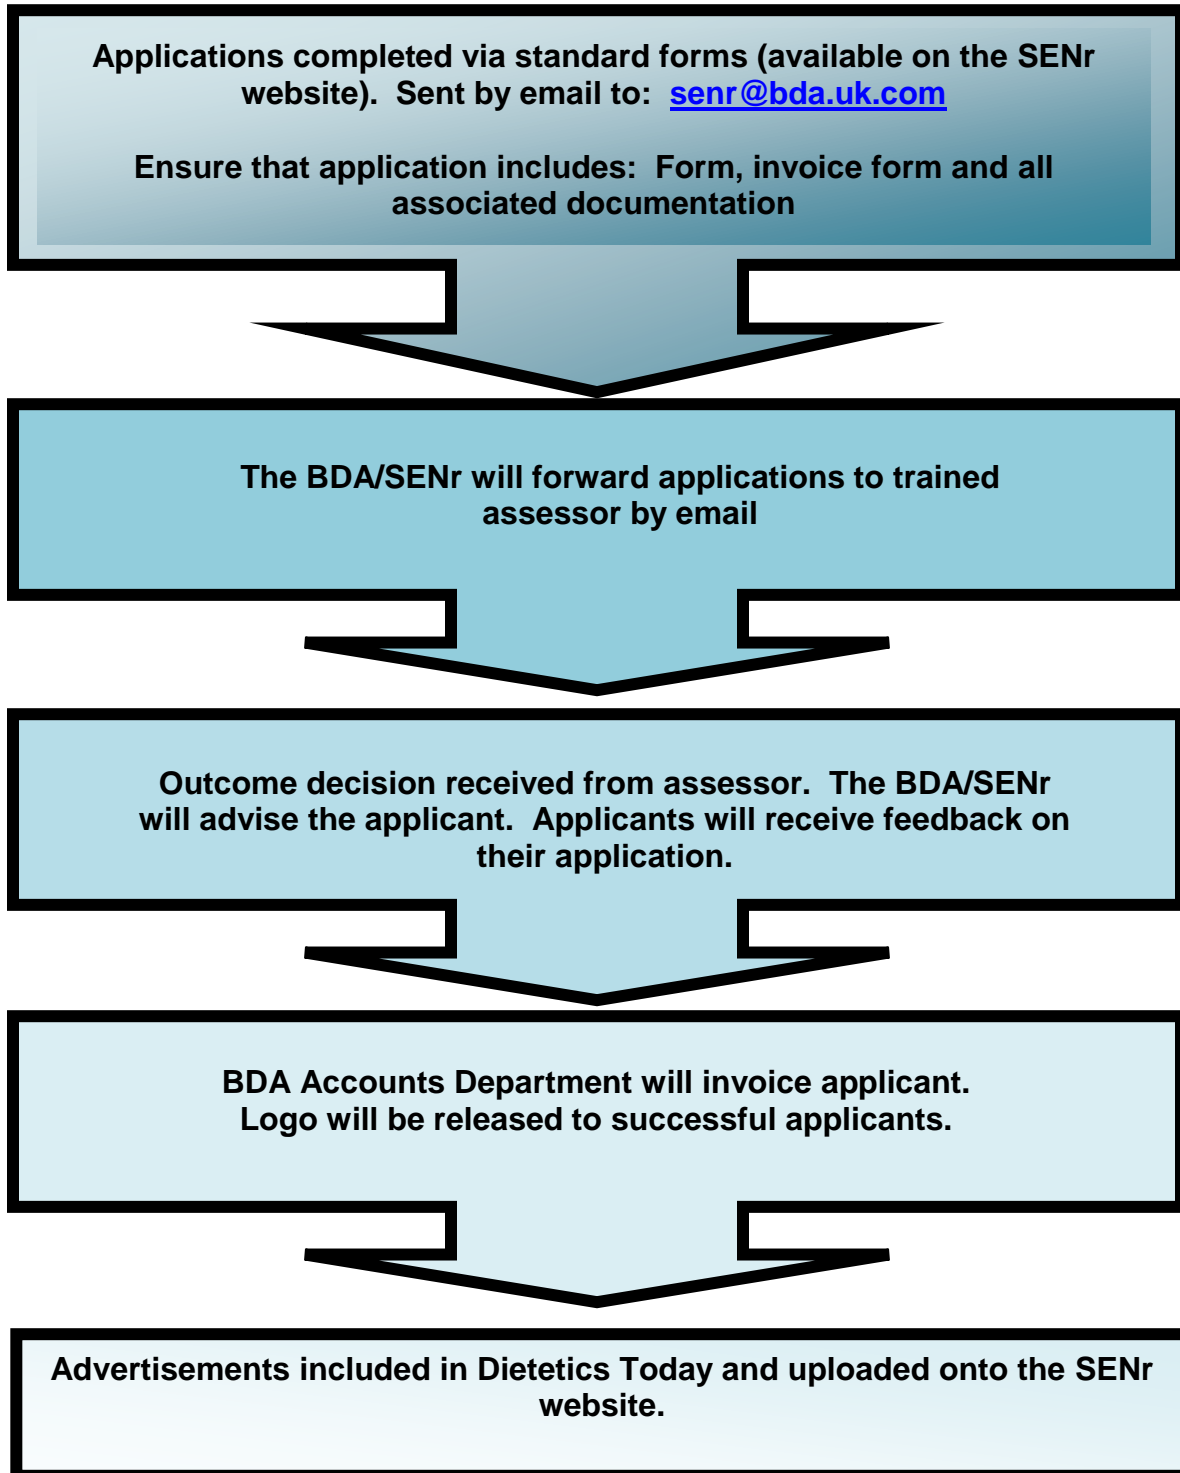 Applications completed via standard forms (available on the SENr
website).  Sent by email to:  senr@bda.uk.com
Ensure that application includes:  Form, invoice form and all
associated documentation
The BDA/SENr will forward applications to trained
assessor by email
Outcome decision received from assessor.  The BDA/SENr
will advise the applicant.  Applicants will receive feedback on
their application.
BDA Accounts Department will invoice applicant.
Logo will be released to successful applicants.
Advertisements included in Dietetics Today and uploaded onto the SENr
website.